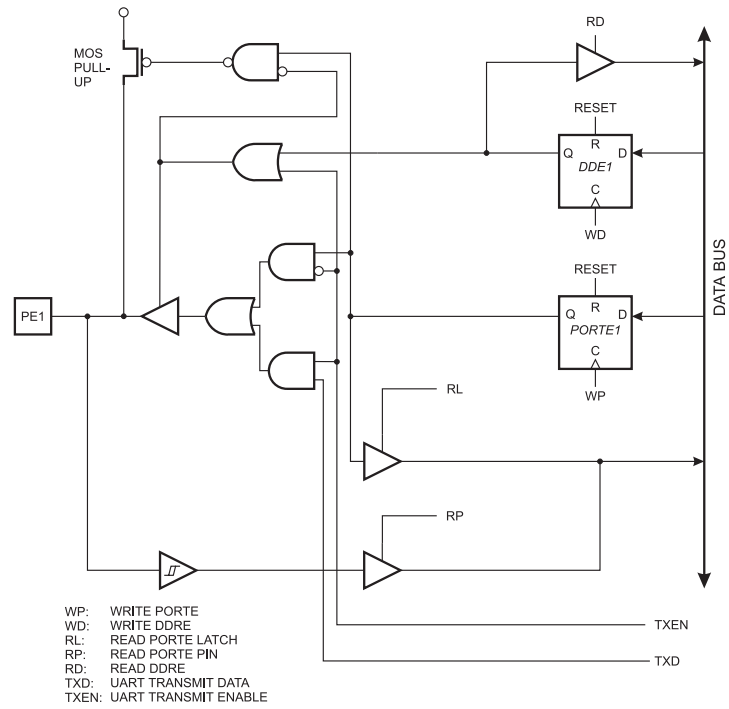 MOS
PULL-
UP
RD
RESET
R
Q
D
DDE1
C
WD
RESET
R
Q
D
PORTE1
C
WP
DATA BUS
PE1
RL
RP
TXEN
TXD
WP: WRITE PORTE
WD: WRITE DDRE
RL: READ PORTE LATCH
RP: READ PORTE PIN
RD: READ DDRE
TXD: UART TRANSMIT DATA
TXEN: UART TRANSMIT ENABLE